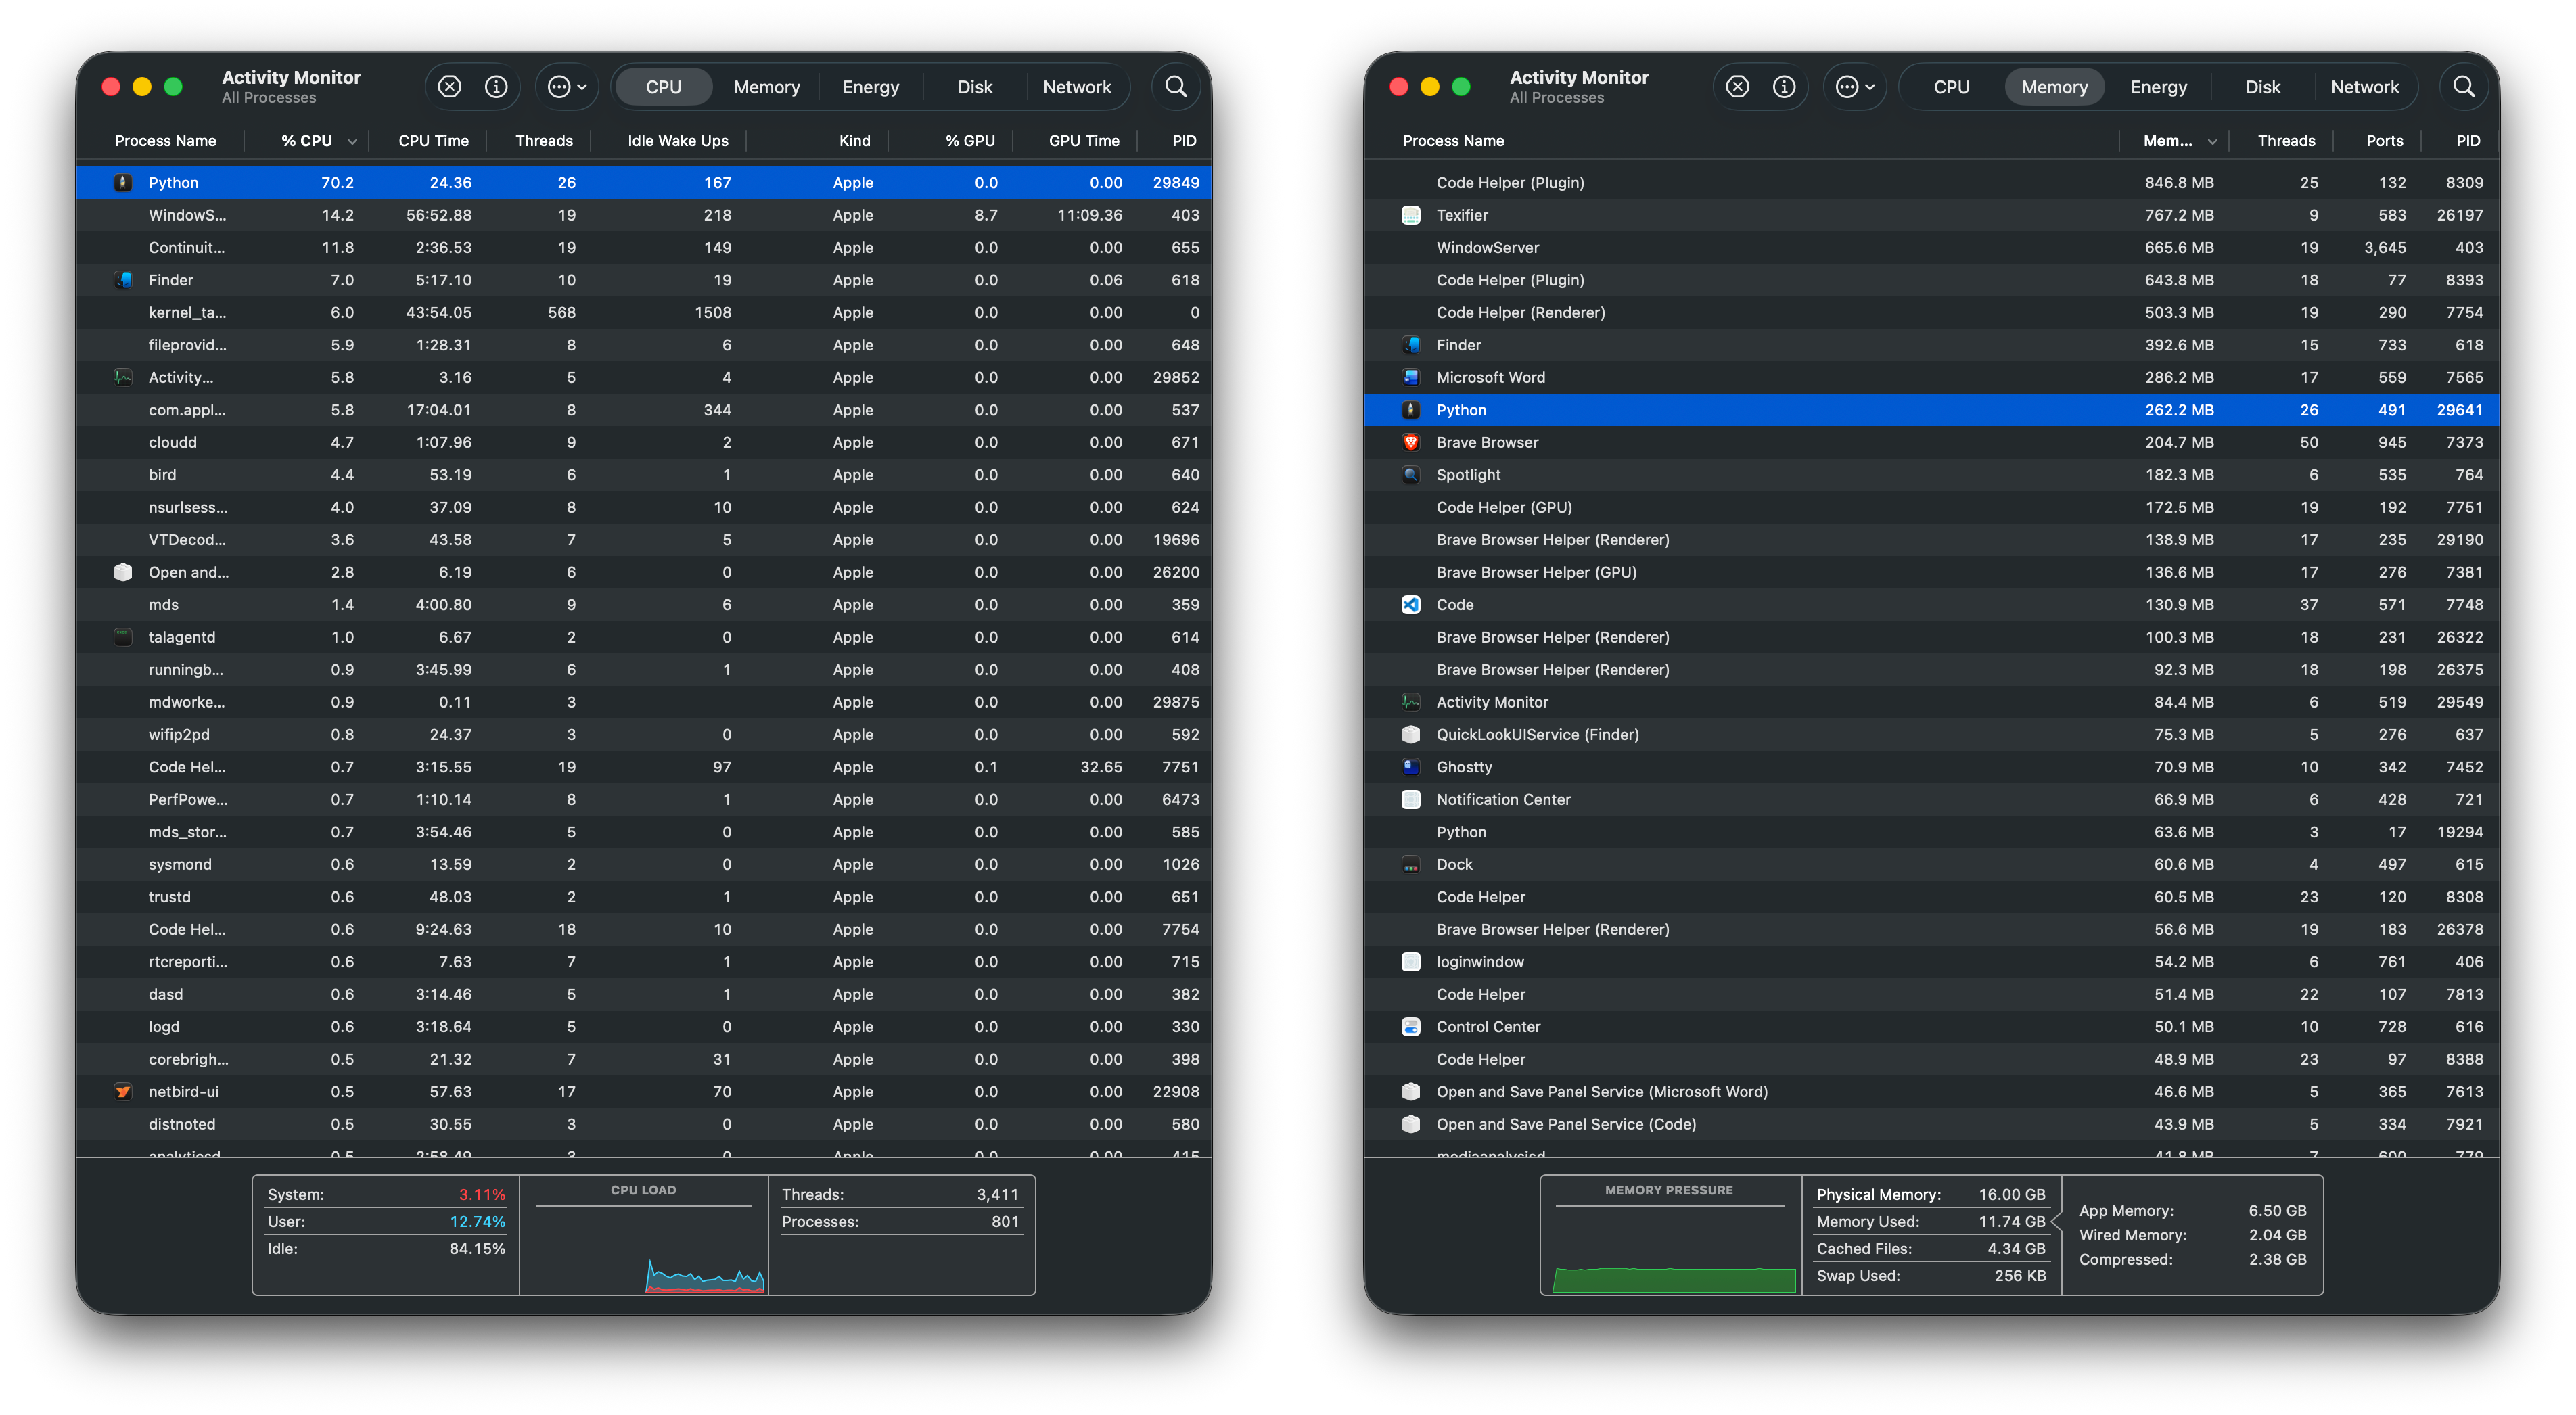 Activity Monitor
All Processes
CPU Memory Energy Disk Network
Process Name % CPU CPU Time Threads Idle Wake Ups Kind % GPU GPU Time PID
Python 70.2 24.36 26 167 Apple 0.0 0.00 29849
WindowS... 14.2 56:52.88 19 218 Apple 8.7 11:09.36 403
Continuit... 11.8 2:36.53 19 149 Apple 0.0 0.00 655
Finder 7.0 5:17.10 10 19 Apple 0.0 0.06 618
kernel_ta... 6.0 43:54.05 568 1508 Apple 0.0 0.00 0
fileprovid... 5.9 1:28.31 8 6 Apple 0.0 0.00 648
Activity... 5.8 3.16 5 4 Apple 0.0 0.00 29852
com.appl... 5.8 17:04.01 8 344 Apple 0.0 0.00 537
cloudd 4.7 1:07.96 9 2 Apple 0.0 0.00 671
bird 4.4 53.19 6 1 Apple 0.0 0.00 640
nsurlsess... 4.0 37.09 8 10 Apple 0.0 0.00 624
VTDecod... 3.6 43.58 7 5 Apple 0.0 0.00 19696
Open and... 2.8 6.19 6 0 Apple 0.0 0.00 26200
mds 1.4 4:00.80 9 6 Apple 0.0 0.00 359
talagentd 1.0 6.67 2 0 Apple 0.0 0.00 614
runningb... 0.9 3:45.99 6 1 Apple 0.0 0.00 408
mdworke... 0.9 0.11 3 Apple 0.0 0.00 29875
wifip2pd 0.8 24.37 3 0 Apple 0.0 0.00 592
Code Hel... 0.7 3:15.55 19 97 Apple 0.1 32.65 7751
PerfPowe... 0.7 1:10.14 8 1 Apple 0.0 0.00 6473
mds_stor... 0.7 3:54.46 5 0 Apple 0.0 0.00 585
sysmond 0.6 13.59 2 0 Apple 0.0 0.00 1026
trustd 0.6 48.03 2 1 Apple 0.0 0.00 651
Code Hel... 0.6 9:24.63 18 10 Apple 0.0 0.00 7754
rtcreporti... 0.6 7.63 7 1 Apple 0.0 0.00 715
dasd 0.6 3:14.46 5 1 Apple 0.0 0.00 382
logd 0.6 3:18.64 5 0 Apple 0.0 0.00 330
corebrigh... 0.5 21.32 7 31 Apple 0.0 0.00 398
netbird-ui 0.5 57.63 17 70 Apple 0.0 0.00 22908
distnoted 0.5 30.55 3 0 Apple 0.0 0.00 580
analyticsd 0.5 2:58.49 3 0 Apple 0.0 0.00 415
System: 3.11%
User: 12.74%
Idle: 84.15%
CPU LOAD
Threads: 3,411
Processes: 801
Activity Monitor
All Processes
CPU Memory Energy Disk Network
Process Name Mem... Threads Ports PID
Code Helper (Plugin) 846.8 MB 25 132 8309
Texifier 767.2 MB 9 583 26197
WindowServer 665.6 MB 19 3,645 403
Code Helper (Plugin) 643.8 MB 18 77 8393
Code Helper (Renderer) 503.3 MB 19 290 7754
Finder 392.6 MB 15 733 618
Microsoft Word 286.2 MB 17 559 7565
Python 262.2 MB 26 491 29641
Brave Browser 204.7 MB 50 945 7373
Spotlight 182.3 MB 6 535 764
Code Helper (GPU) 172.5 MB 19 192 7751
Brave Browser Helper (Renderer) 138.9 MB 17 235 29190
Brave Browser Helper (GPU) 136.6 MB 17 276 7381
Code 130.9 MB 37 571 7748
Brave Browser Helper (Renderer) 100.3 MB 18 231 26322
Brave Browser Helper (Renderer) 92.3 MB 18 198 26375
Activity Monitor 84.4 MB 6 519 29549
QuickLookUIService (Finder) 75.3 MB 5 276 637
Ghostty 70.9 MB 10 342 7452
Notification Center 66.9 MB 6 428 721
Python 63.6 MB 3 17 19294
Dock 60.6 MB 4 497 615
Code Helper 60.5 MB 23 120 8308
Brave Browser Helper (Renderer) 56.6 MB 19 183 26378
loginwindow 54.2 MB 6 761 406
Code Helper 51.4 MB 22 107 7813
Control Center 50.1 MB 10 728 616
Code Helper 48.9 MB 23 97 8388
Open and Save Panel Service (Microsoft Word) 46.6 MB 5 365 7613
Open and Save Panel Service (Code) 43.9 MB 5 334 7921
mediaanalysisd 41.8 MB 7 600 779
MEMORY PRESSURE
Physical Memory: 16.00 GB
Memory Used: 11.74 GB
Cached Files: 4.34 GB
Swap Used: 256 KB
App Memory: 6.50 GB
Wired Memory: 2.04 GB
Compressed: 2.38 GB